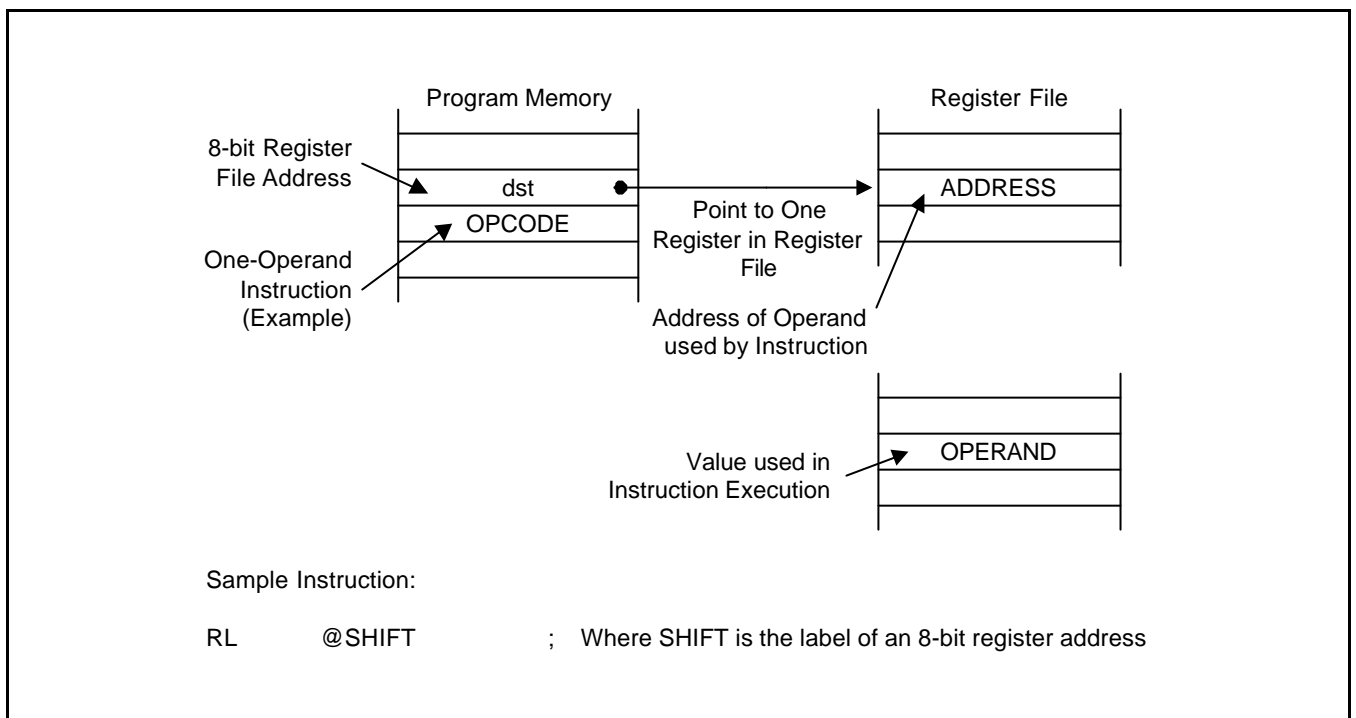 Program Memory
Register File
8-bit Register
File Address
dst
ADDRESS
OPCODE
Point to One
Register in Register
File
One-Operand
Instruction
(Example)
Address of Operand
used by Instruction
OPERAND
Value used in
Instruction Execution
Sample Instruction:
RL @SHIFT ; Where SHIFT is the label of an 8-bit register address